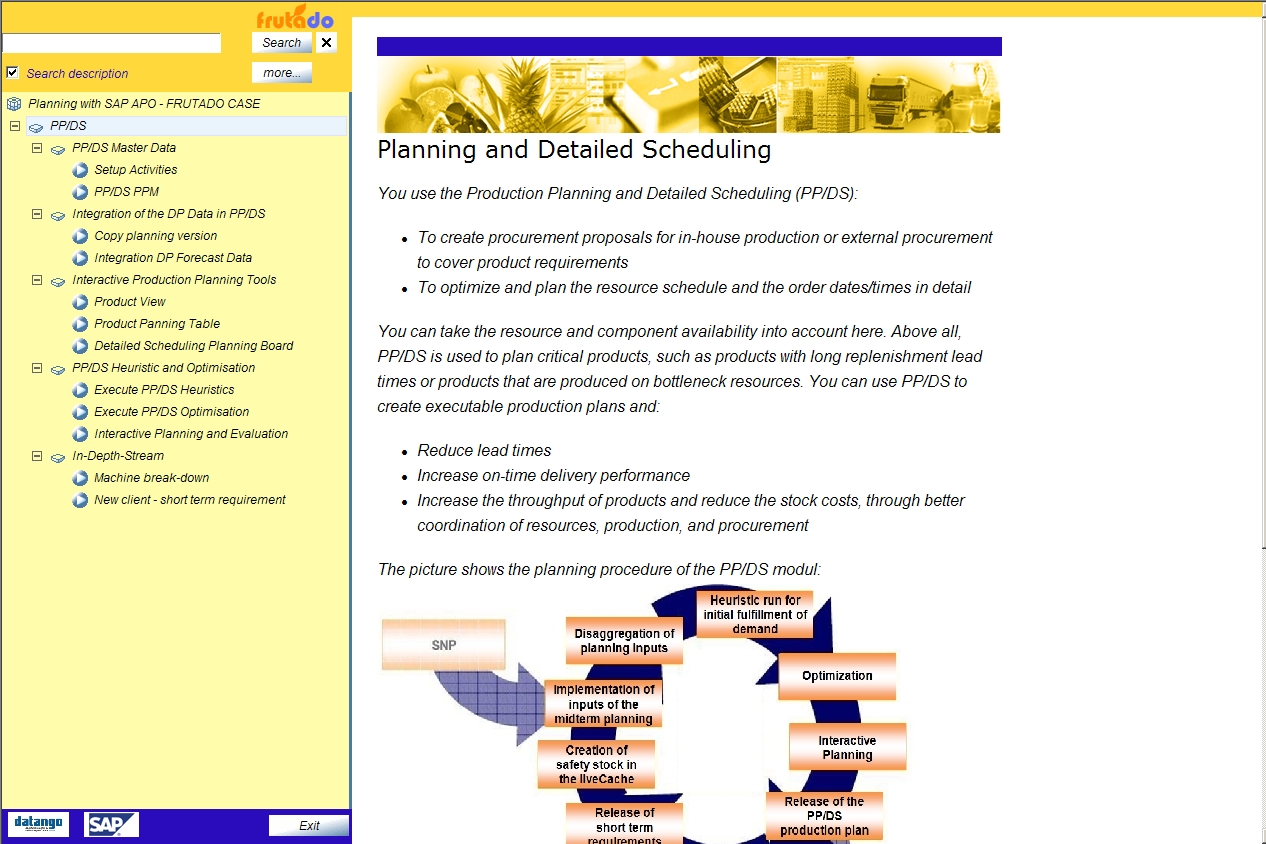 frutado
Search
Search description
more...
Planning with SAP APO - FRUTADO CASE
PP/DS
PP/DS Master Data
Setup Activities
PP/DS PPM
Integration of the DP Data in PP/DS
Copy planning version
Integration DP Forecast Data
Interactive Production Planning Tools
Product View
Product Panning Table
Detailed Scheduling Planning Board
PP/DS Heuristic and Optimisation
Execute PP/DS Heuristics
Execute PP/DS Optimisation
Interactive Planning and Evaluation
In-Depth-Stream
Machine break-down
New client - short term requirement
datango
SAP
Exit
Planning and Detailed Scheduling
You use the Production Planning and Detailed Scheduling (PP/DS):
• To create procurement proposals for in-house production or external procurement
to cover product requirements
• To optimize and plan the resource schedule and the order dates/times in detail
You can take the resource and component availability into account here. Above all,
PP/DS is used to plan critical products, such as products with long replenishment lead
times or products that are produced on bottleneck resources. You can use PP/DS to
create executable production plans and:
• Reduce lead times
• Increase on-time delivery performance
• Increase the throughput of products and reduce the stock costs, through better
coordination of resources, production, and procurement
The picture shows the planning procedure of the PP/DS modul:
SNP
Disaggregation of
planning inputs
Heuristic run for
initial fulfillment of
demand
Optimization
Implementation of
inputs of the
midterm planning
Interactive
Planning
Creation of
safety stock in
the liveCache
Release of the
PP/DS
production plan
Release of
short term
requirements